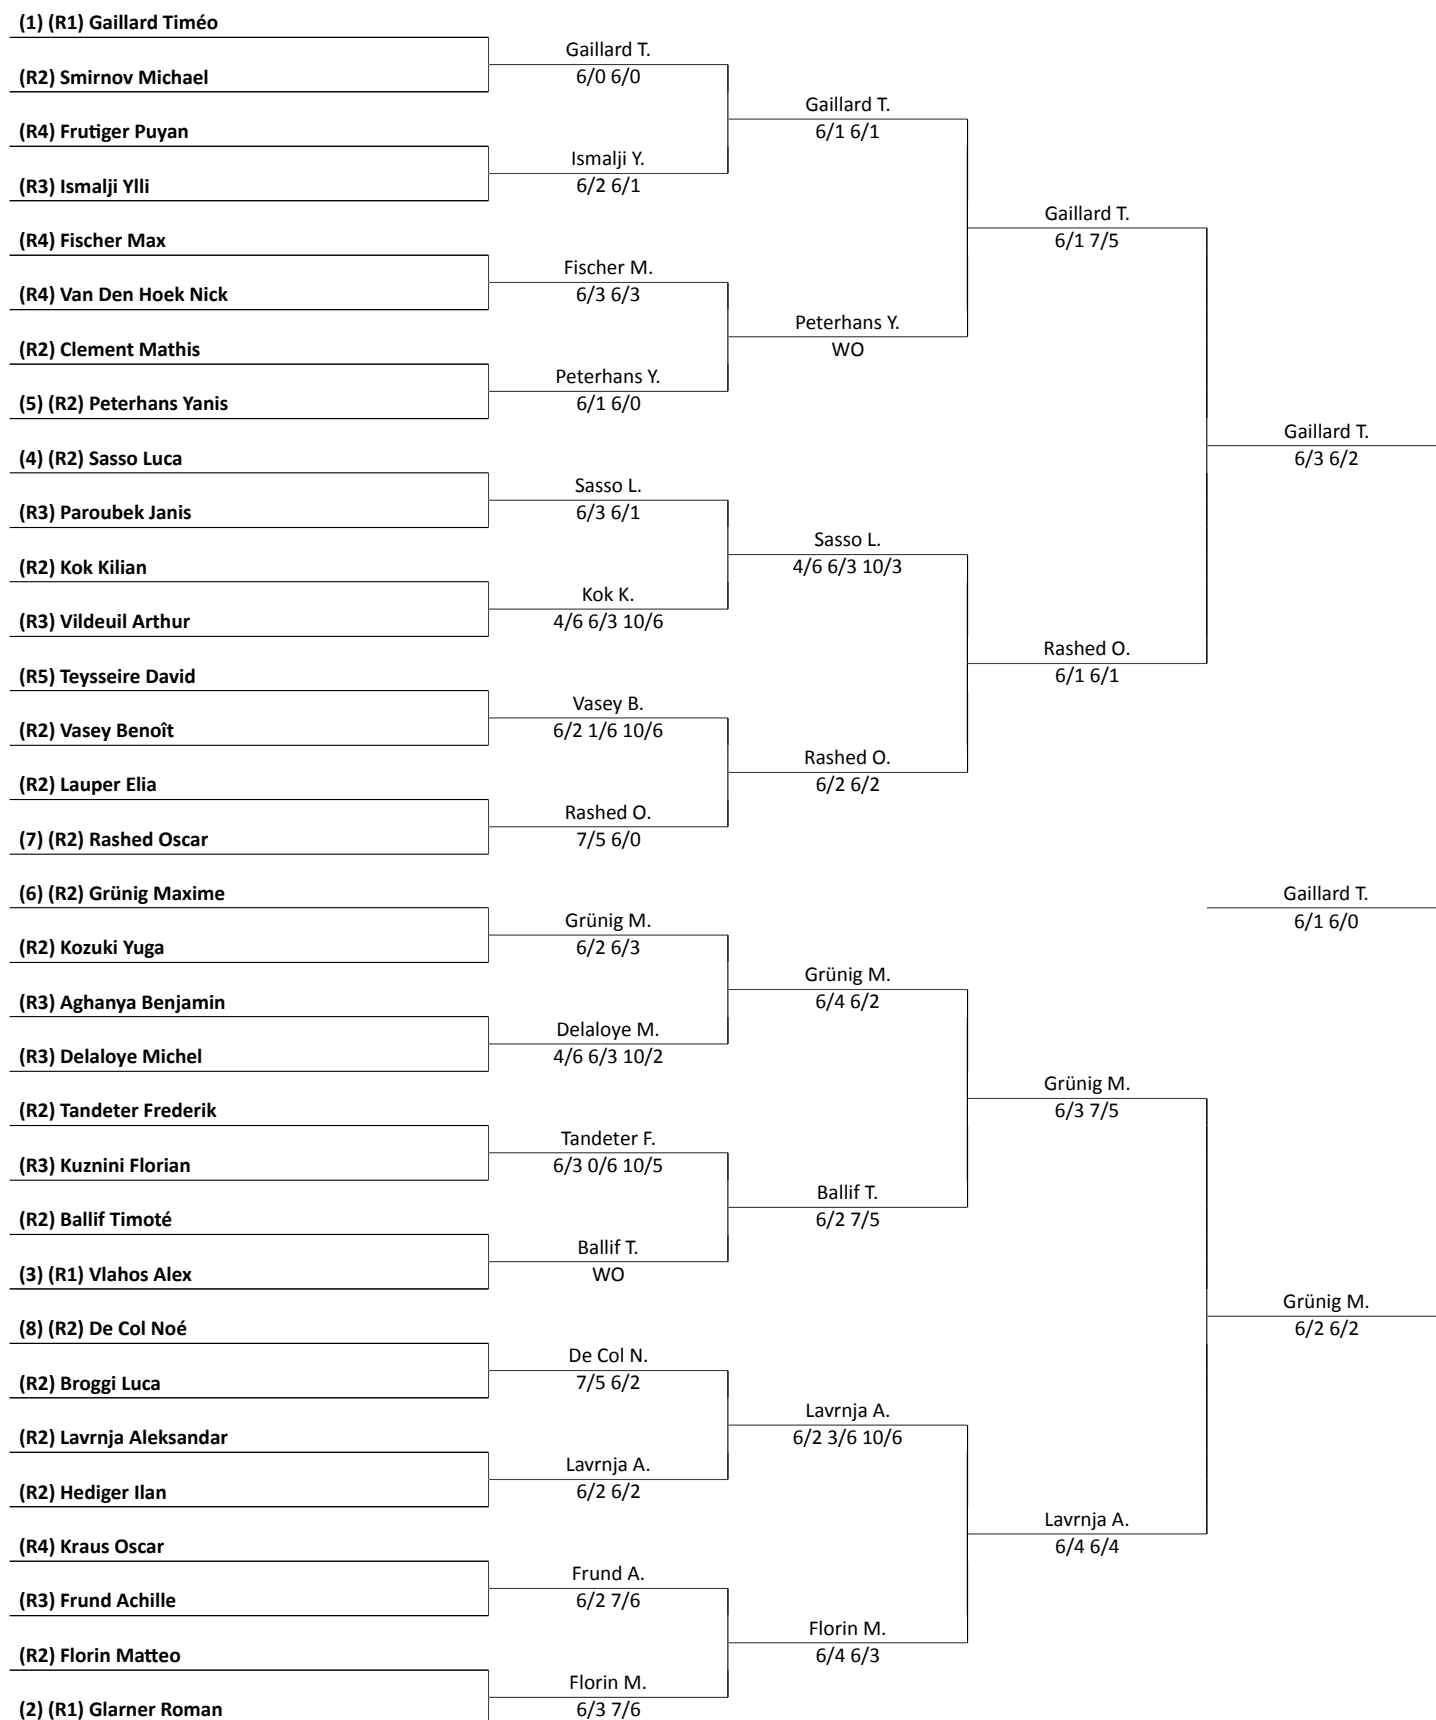 (1) (R1) Gaillard Timéo
Gaillard T.
(R2) Smirnov Michael
6/0 6/0
Gaillard T.
(R4) Frutiger Puyan
6/1 6/1
Ismalji Y.
(R3) Ismalji Ylli
6/2 6/1
Gaillard T.
(R4) Fischer Max
6/1 7/5
Fischer M.
(R4) Van Den Hoek Nick
6/3 6/3
Peterhans Y.
(R2) Clement Mathis
WO
Peterhans Y.
(5) (R2) Peterhans Yanis
6/1 6/0
Gaillard T.
(4) (R2) Sasso Luca
6/3 6/2
Sasso L.
(R3) Paroubek Janis
6/3 6/1
Sasso L.
(R2) Kok Kilian
4/6 6/3 10/3
Kok K.
(R3) Vildeuil Arthur
4/6 6/3 10/6
Rashed O.
(R5) Teysseire David
6/1 6/1
Vasey B.
(R2) Vasey Benoît
6/2 1/6 10/6
Rashed O.
(R2) Lauper Elia
6/2 6/2
Rashed O.
(7) (R2) Rashed Oscar
7/5 6/0
(6) (R2) Grünig Maxime
Gaillard T.
Grünig M.
6/1 6/0
(R2) Kozuki Yuga
6/2 6/3
Grünig M.
(R3) Aghanya Benjamin
6/4 6/2
Delaloye M.
(R3) Delaloye Michel
4/6 6/3 10/2
Grünig M.
(R2) Tandeter Frederik
6/3 7/5
Tandeter F.
(R3) Kuznini Florian
6/3 0/6 10/5
Ballif T.
(R2) Ballif Timoté
6/2 7/5
Ballif T.
(3) (R1) Vlahos Alex
WO
Grünig M.
(8) (R2) De Col Noé
6/2 6/2
De Col N.
(R2) Broggi Luca
7/5 6/2
Lavrnja A.
(R2) Lavrnja Aleksandar
6/2 3/6 10/6
Lavrnja A.
(R2) Hediger Ilan
6/2 6/2
Lavrnja A.
(R4) Kraus Oscar
6/4 6/4
Frund A.
(R3) Frund Achille
6/2 7/6
Florin M.
(R2) Florin Matteo
6/4 6/3
Florin M.
(2) (R1) Glarner Roman
6/3 7/6